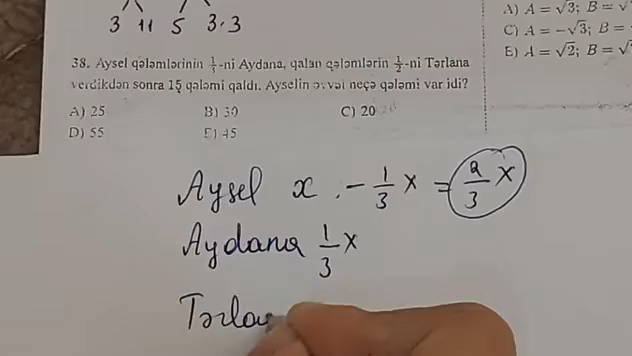 3 11 5 3·3
A) A = √3; B = √
C) A = -√3; B =
E) A = √2; B = √
38. Aysel qələmlərinin 1/3-ni Aydana, qalan qələmlərin 1/2-ni Tərlana
verdikdən sonra 15 qələmi qaldı. Ayselin əvvəl neçə qələmi var idi?
A) 25 B) 30 C) 20
D) 55 E) 45
Aysel x - 1/3 x = 2/3 x
Aydana 1/3 x
Tərla